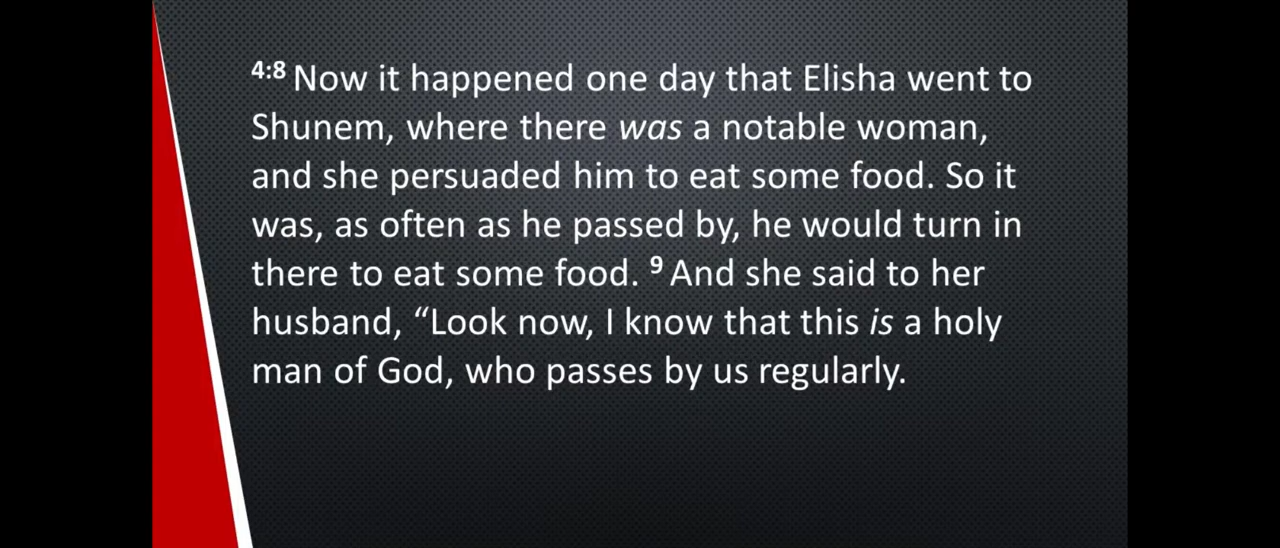 4:8 Now it happened one day that Elisha went to
Shunem, where there was a notable woman,
and she persuaded him to eat some food. So it
was, as often as he passed by, he would turn in
there to eat some food. 9 And she said to her
husband, “Look now, I know that this is a holy
man of God, who passes by us regularly.